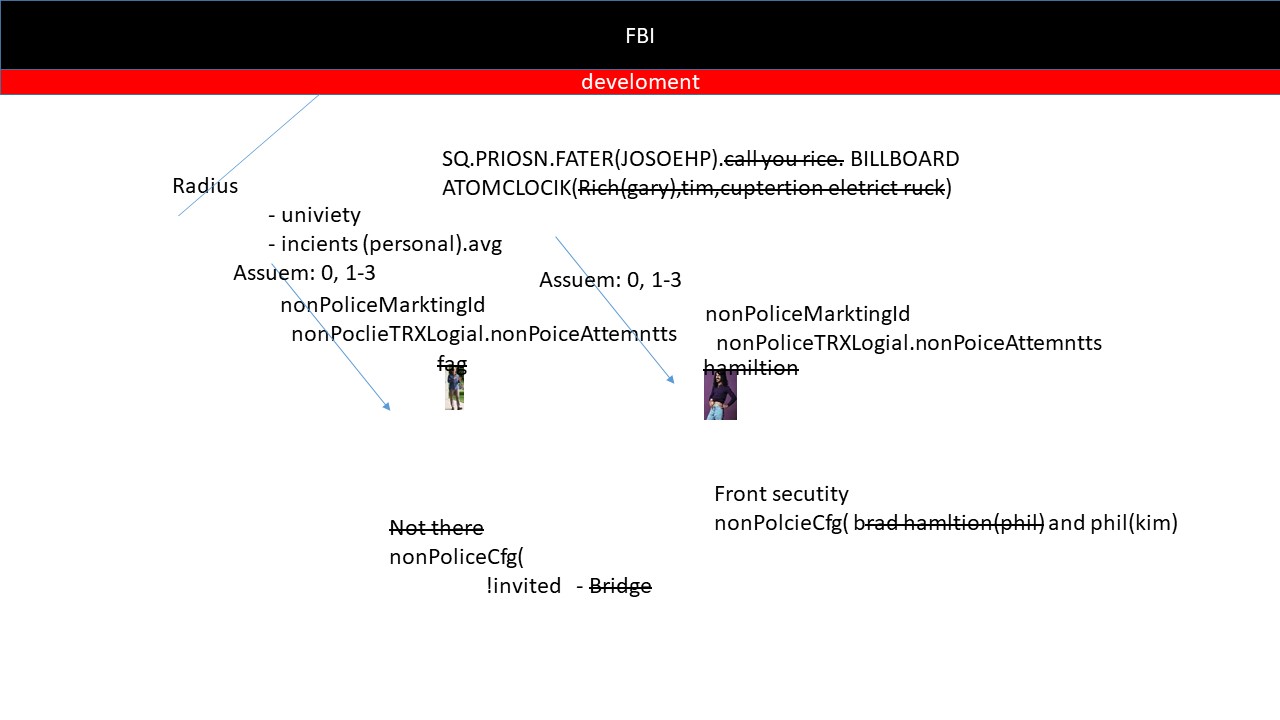 FBI
develoment
SQ.PRIOSN.FATER(JOSOEHP).call you rice. BILLBOARD
ATOMCLOCIK(Rich(gary),tim,cuptertion eletrict ruck)
Radius
- univiety
- incients (personal).avg
Assuem: 0, 1-3
nonPoliceMarktingId
nonPoclieTRXLogial.nonPoiceAttemntts
fag
Assuem: 0, 1-3
nonPoliceMarktingId
nonPoliceTRXLogial.nonPoiceAttemntts
hamiltion
Front secutity
nonPolcieCfg( brad hamltion(phil) and phil(kim)
Not there
nonPoliceCfg(
!invited - Bridge